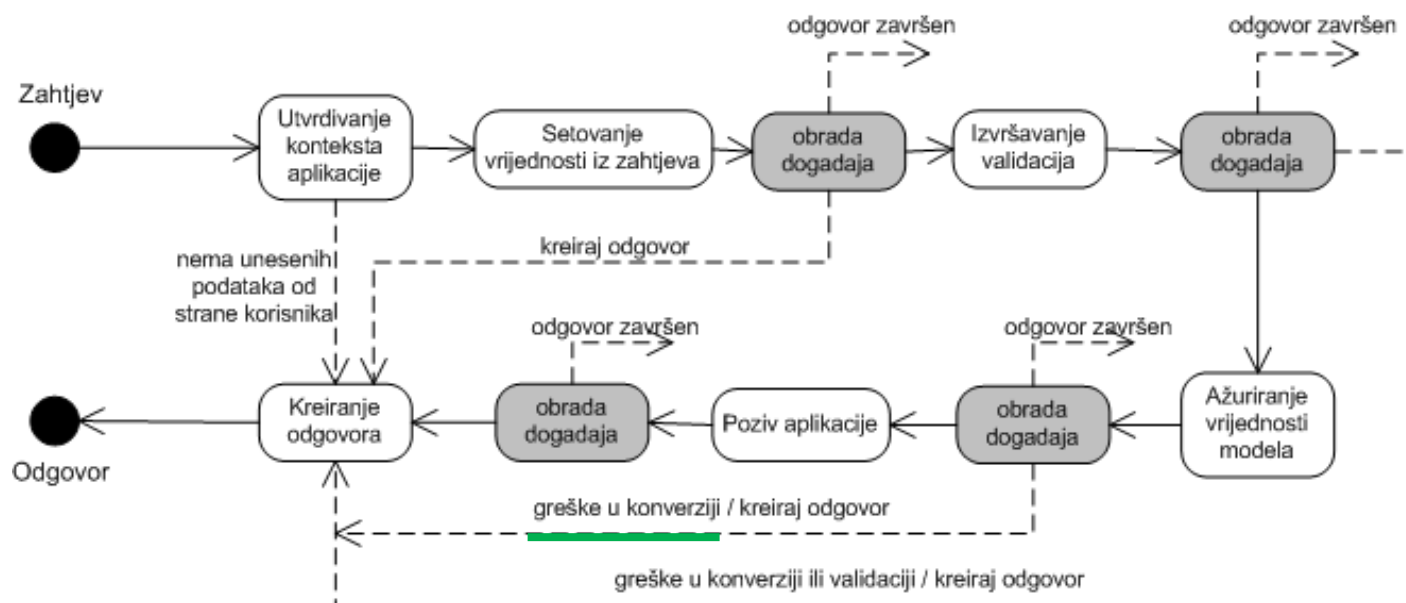 odgovor završen
odgovor završen
Zahtjev
Utvrdivanje
konteksta
aplikacije
Setovanje
vrijednosti iz zahtjeva
obrada
dogadaja
Izvršavanje
validacija
obrada
dogadaja
kreiraj odgovor
nema unesenih
podataka od
strane korisnika
odgovor završen
odgovor završen
Kreiranje
odgovora
obrada
dogadaja
Poziv aplikacije
obrada
dogadaja
Ažuriranje
vrijednosti
modela
Odgovor
greške u konverziji / kreiraj odgovor
greške u konverziji ili validaciji / kreiraj odgovor